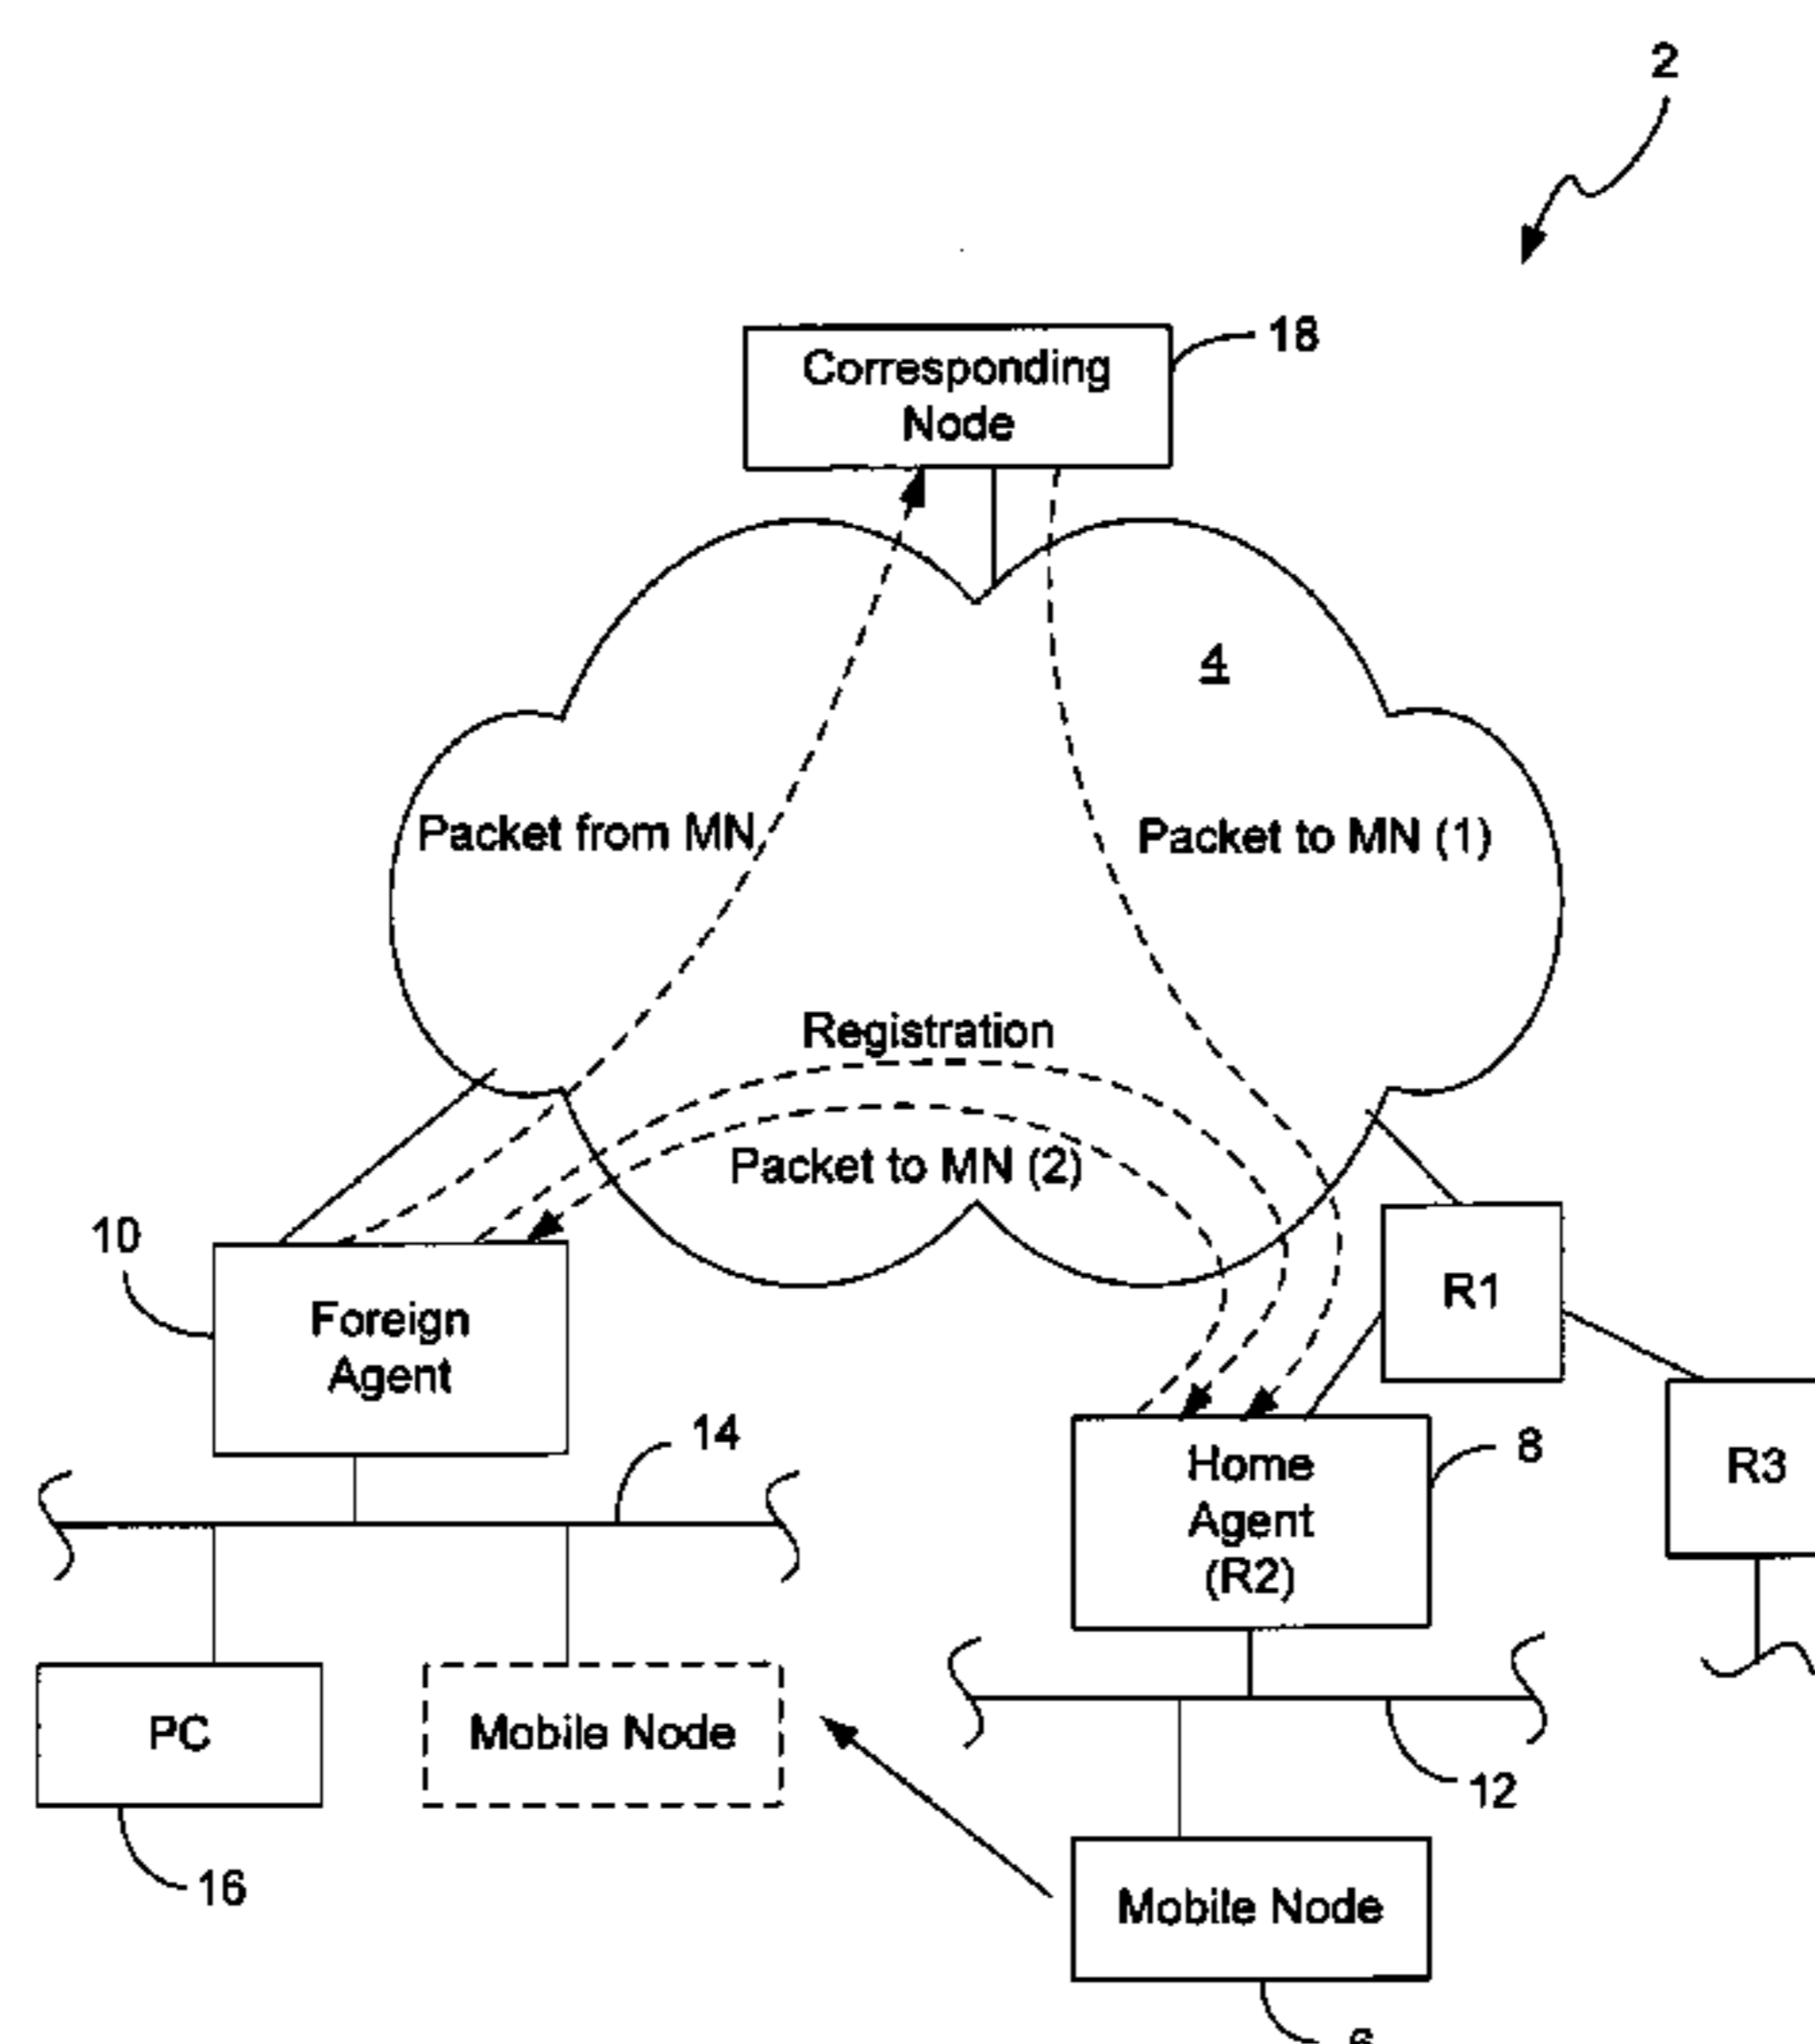 2
18
Corresponding
Node
4
Packet from MN
Packet to MN (1)
Registration
Packet to MN (2)
10
Foreign
Agent
R1
14
8
Home
Agent
(R2)
R3
PC
Mobile Node
12
16
Mobile Node
6